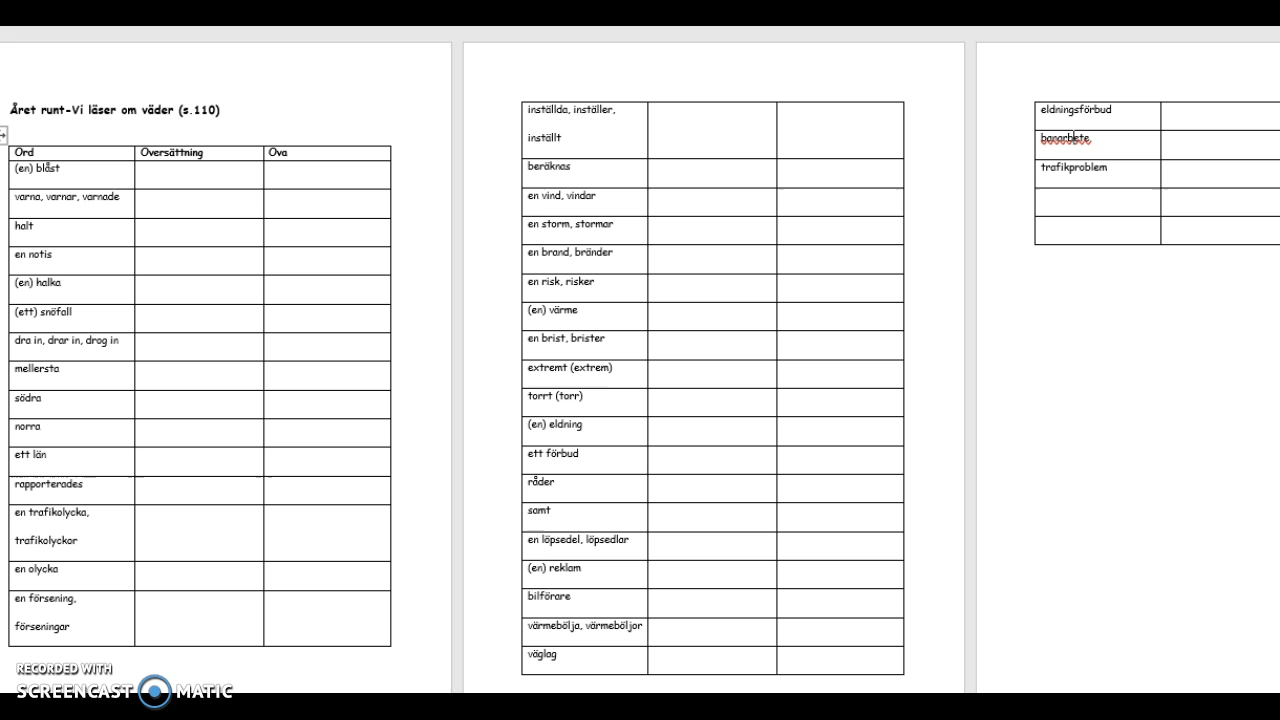 Året runt-Vi läser om väder (s.110)
Ord Översättning Öva
(en) blåst
varna, varnar, varnade
halt
en notis
(en) halka
(ett) snöfall
dra in, drar in, drog in
mellersta
södra
norra
ett län
rapporterades
en trafikolycka,
trafikolyckor
en olycka
en försening,
förseningar
inställda, inställer,
inställt
beräknas
en vind, vindar
en storm, stormar
en brand, bränder
en risk, risker
(en) värme
en brist, brister
extremt (extrem)
torrt (torr)
(en) eldning
ett förbud
råder
samt
en löpsedel, löpsedlar
(en) reklam
bilförare
värmebölja, värmeböljor
väglag
eldningsförbud
banarbete
trafikproblem
RECORDED WITH
SCREENCAST MATIC